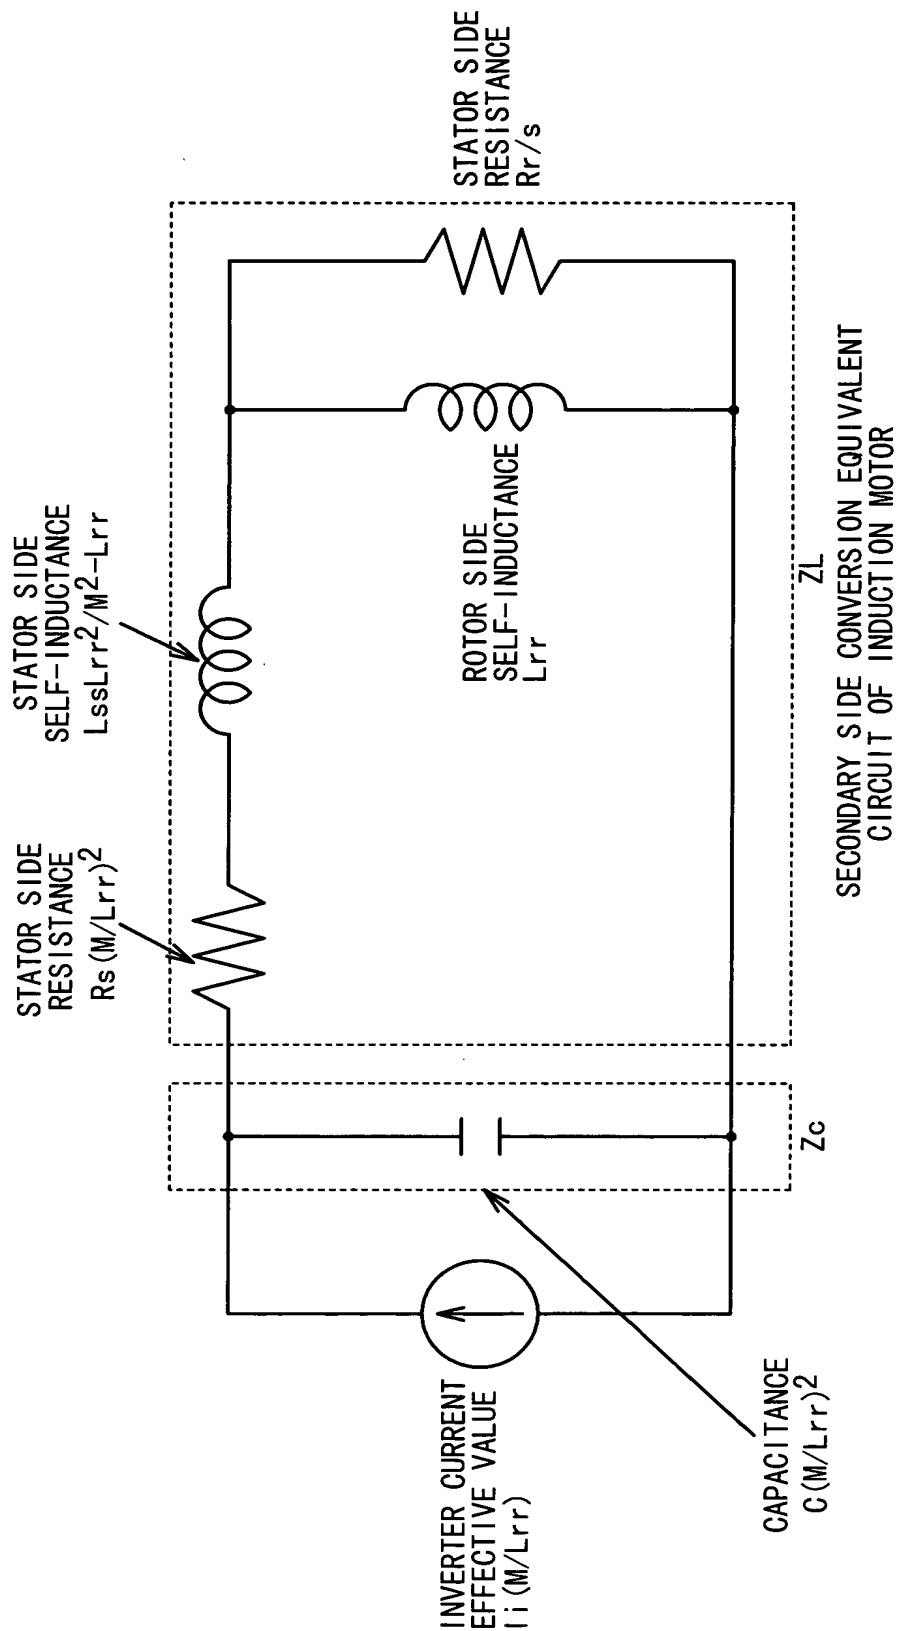 STATOR SIDE
RESISTANCE
Rs(M/Lrr)²
STATOR SIDE
SELF-INDUCTANCE
LssLrr²/M²-Lrr
INVERTER CURRENT
EFFECTIVE VALUE
Ii(M/Lrr)
ROTOR SIDE
SELF-INDUCTANCE
Lrr
STATOR SIDE
RESISTANCE
Rr/s
CAPACITANCE
C(M/Lrr)²
Zc
ZL
SECONDARY SIDE CONVERSION EQUIVALENT
CIRCUIT OF INDUCTION MOTOR